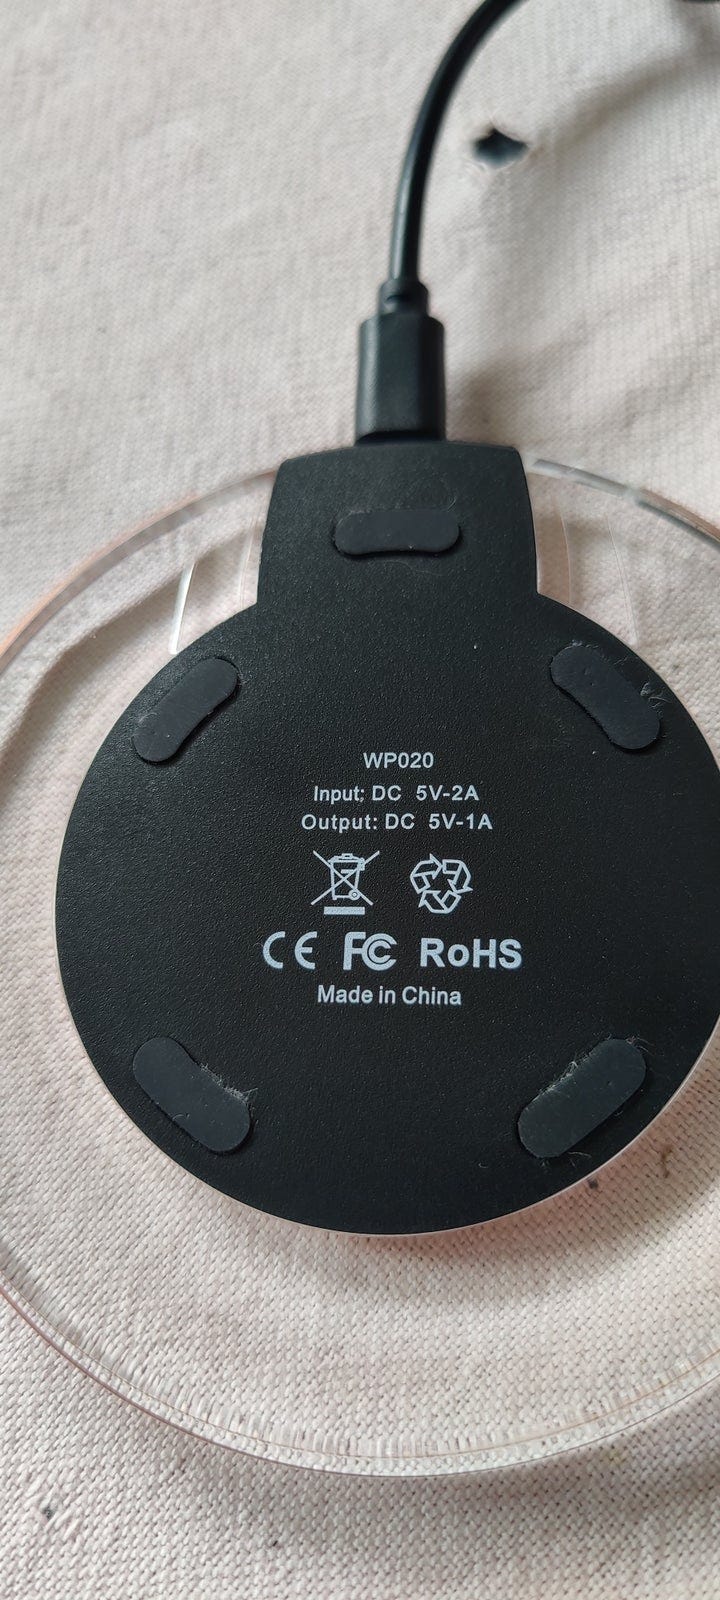 WP020
Input: DC 5V-2A
Output: DC 5V-1A
CE FC RoHS
Made in China